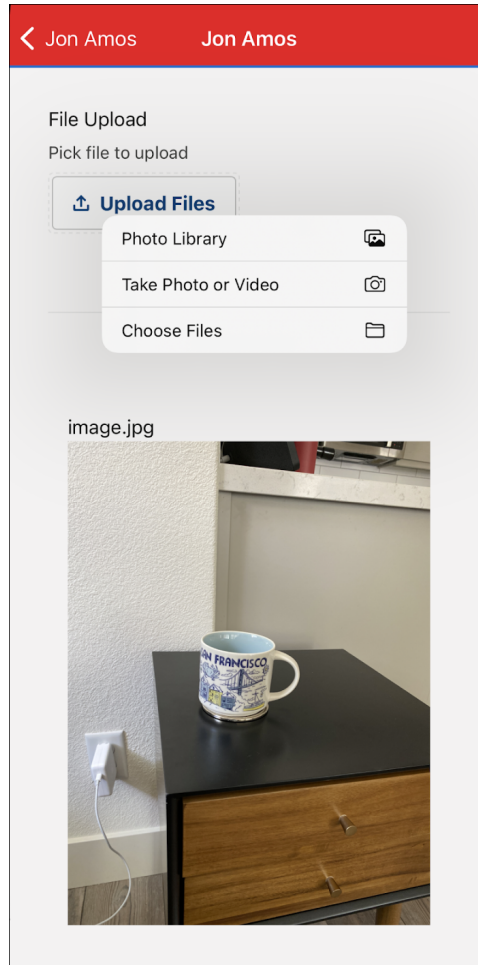 Jon Amos
Jon Amos
File Upload
Pick file to upload
Upload Files
Photo Library
Take Photo or Video
Choose Files
image.jpg
SAN FRANCISCO